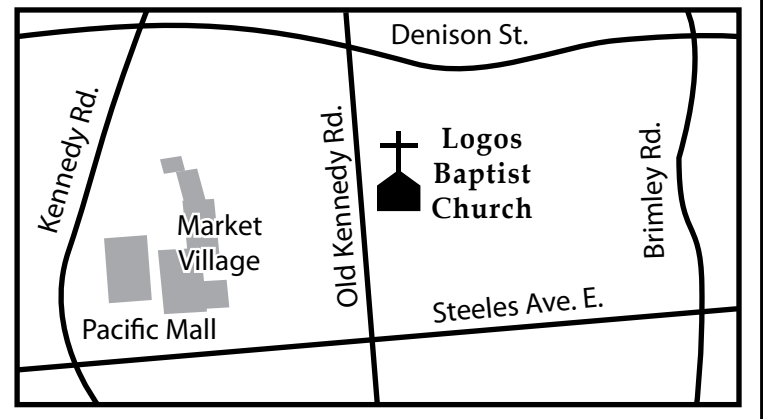 Denison St.
Kennedy Rd.
Old Kennedy Rd.
Logos
Baptist
Church
Brimley Rd.
Market
Village
Steeles Ave. E.
Pacific Mall